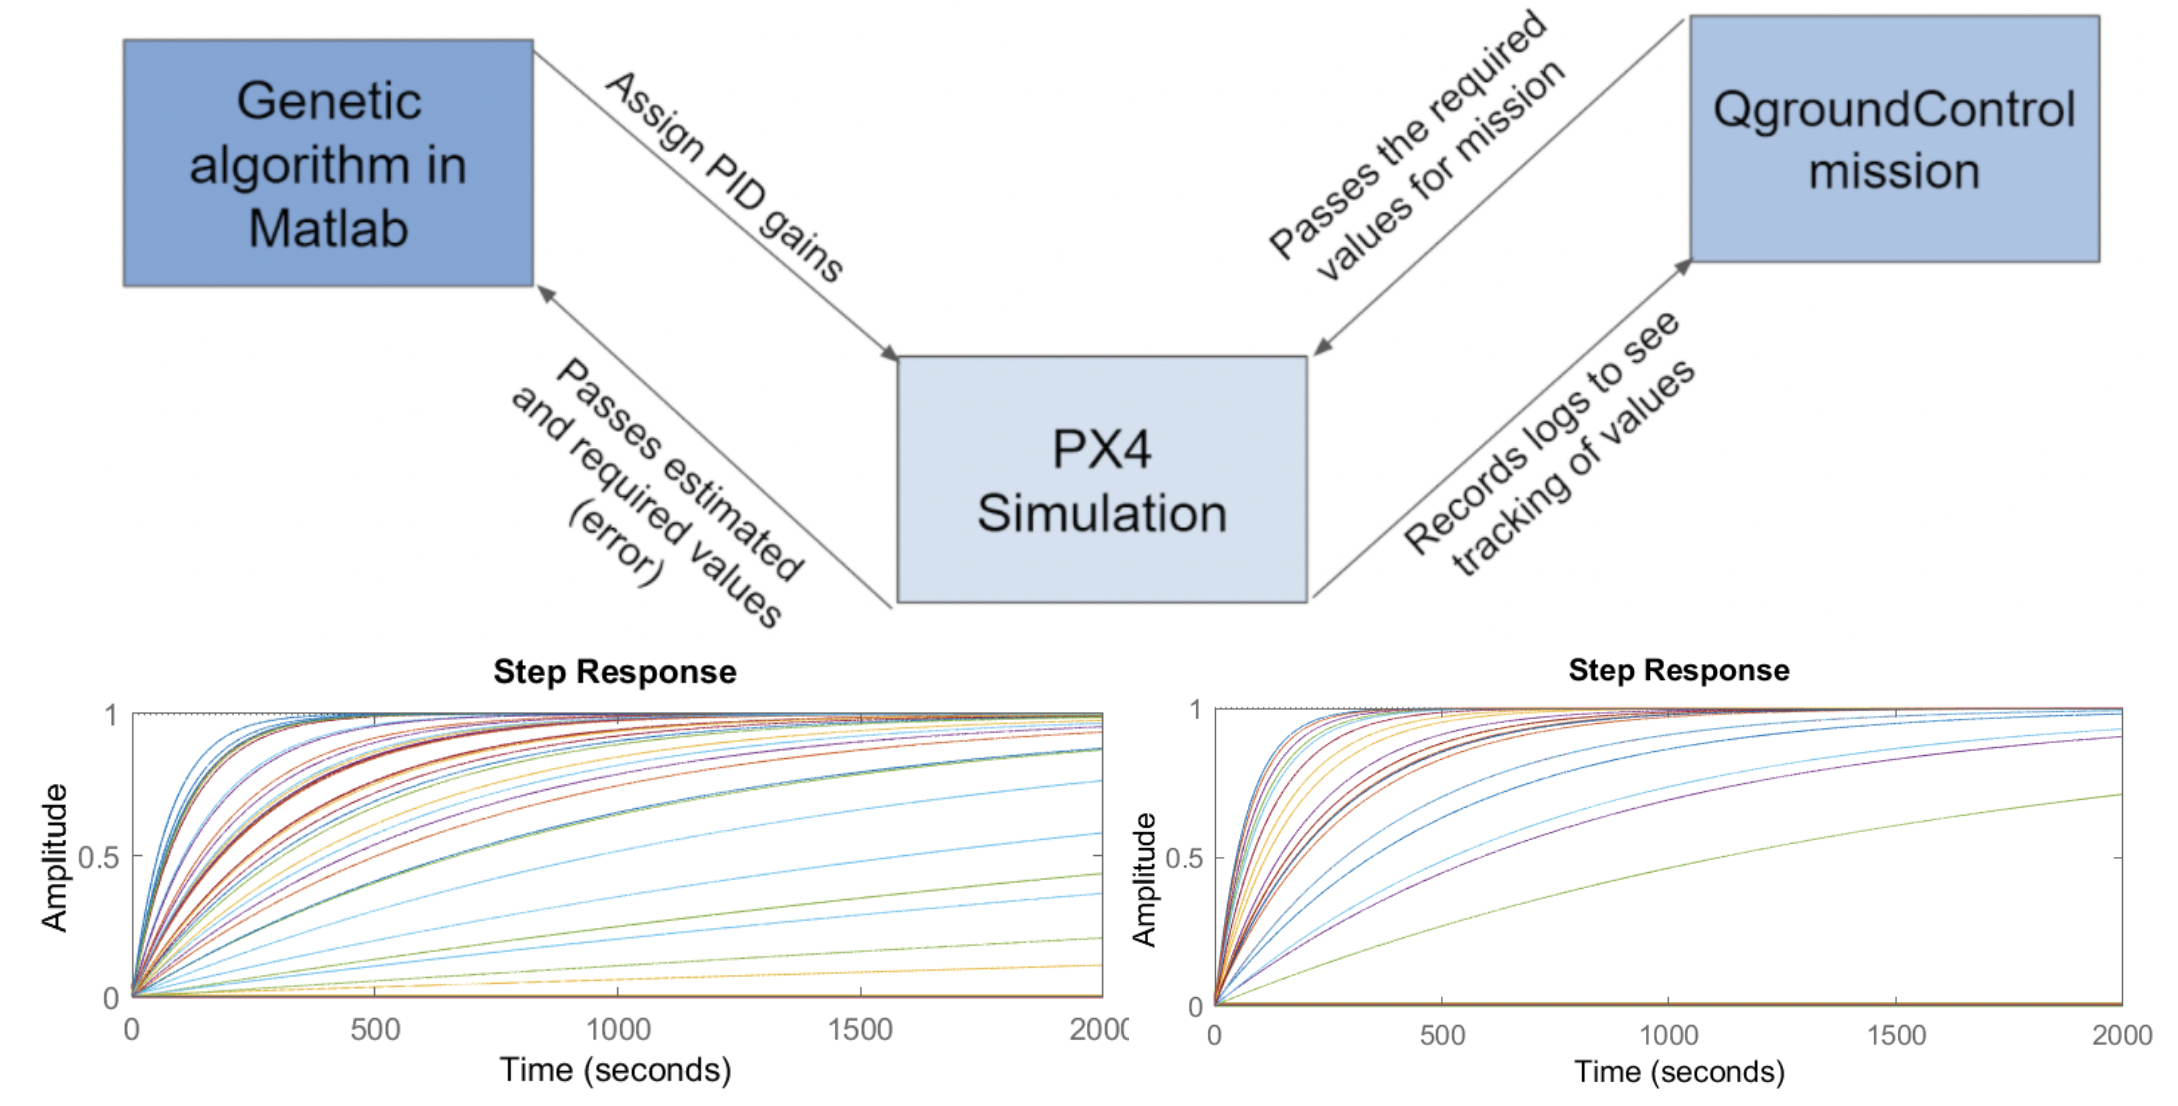 Genetic
algorithm in
Matlab
Assign PID gains
Passes the required
values for mission
QgroundControl
mission
Passes estimated
and required values
(error)
PX4
Simulation
Records logs to see
tracking of values
Step Response
Amplitude
1
0.5
0
0
500
1000
1500
2000
Time (seconds)
Step Response
Amplitude
1
0.5
0
0
500
1000
1500
2000
Time (seconds)